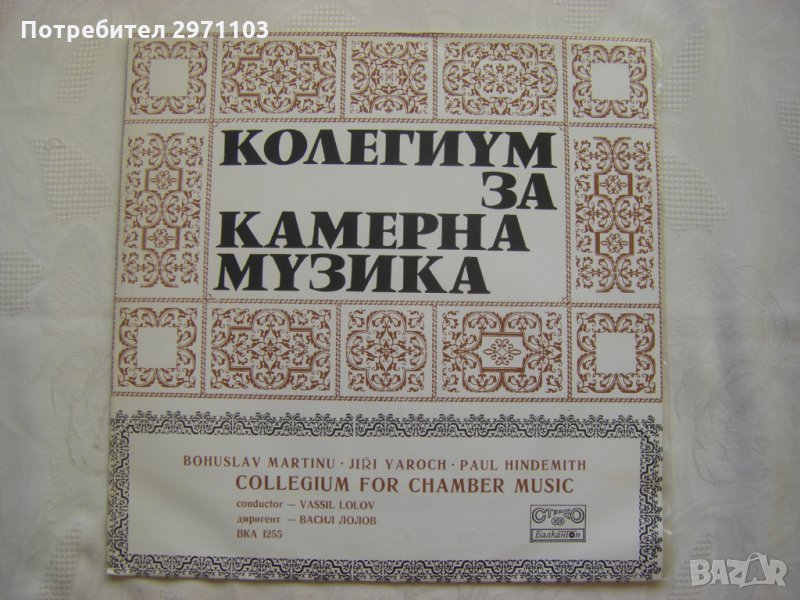 Потребител 2971103
КОЛЕГИУМ
ЗА
КАМЕРНА
МУЗИКА
BOHUSLAV MARTINU · JIŘI YAROCH · PAUL HINDEMITH
COLLEGIUM FOR CHAMBER MUSIC
conductor — VASSIL LOLOV
диригент — ВАСИЛ ЛОЛОВ
ВКА 1255
СТЕРЕО
Балкантон
BAZAR